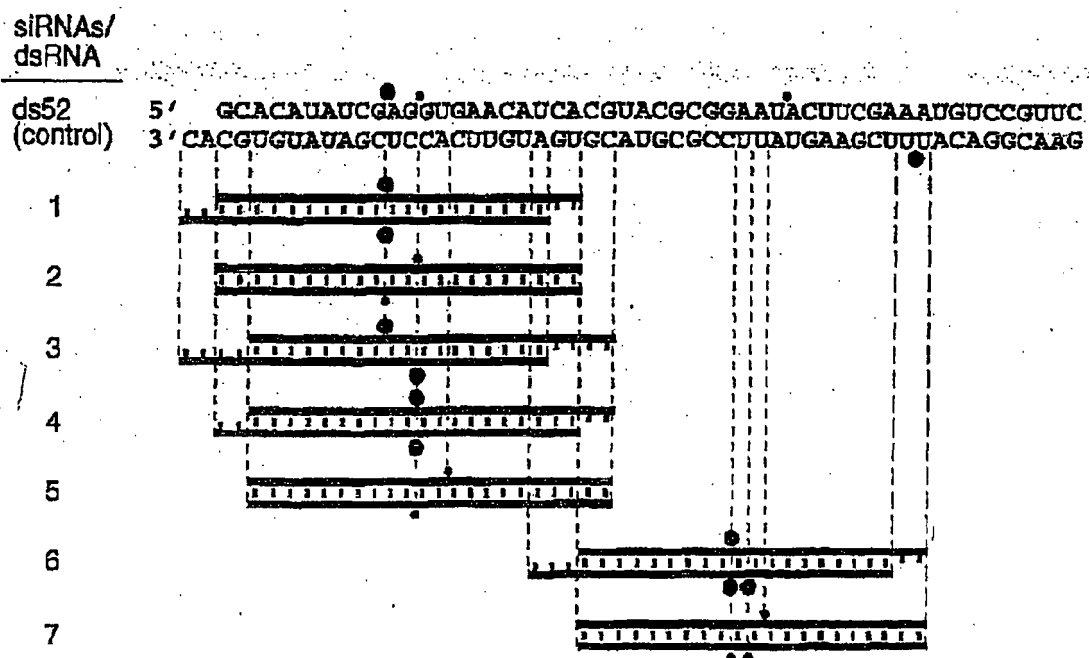 siRNAs/
dsRNA
ds52 5' GCACAUAUCGAGGUGAACAUCACGUACGCGGAAUACUUCGAAAUGUCCGUUC
(control) 3' CACGUGUAUAGCUCCACUUGUAGUGCAUGCGCCUUAUGAAGCUUUACAGGCAAG
1
2
3
4
5
6
7